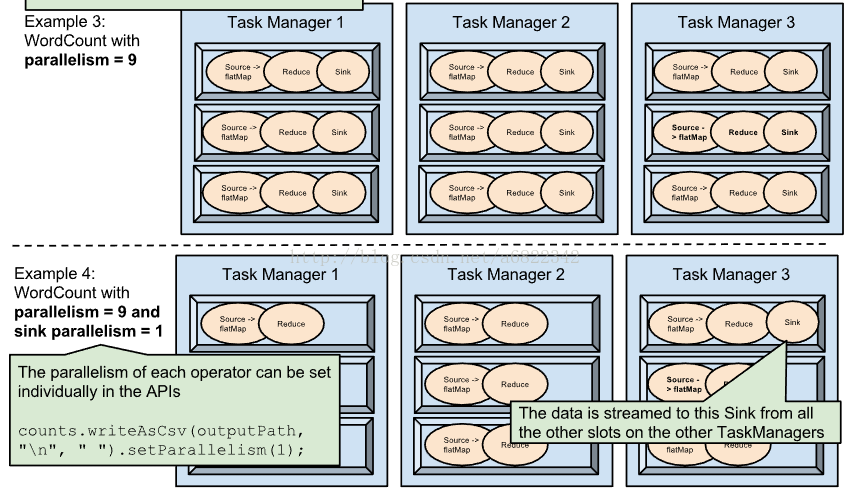 Example 3:
WordCount with
parallelism = 9
Task Manager 1
Source ->
flatMap
Reduce
Sink
Source ->
flatMap
Reduce
Sink
Source ->
flatMap
Reduce
Sink
Task Manager 2
Source ->
flatMap
Reduce
Sink
Source ->
flatMap
Reduce
Sink
Source ->
flatMap
Reduce
Sink
Task Manager 3
Source ->
flatMap
Reduce
Sink
Source -
> flatMap
Reduce
Sink
Source ->
flatMap
Reduce
Sink
http://blog.csdn.net/a6822342
Example 4:
WordCount with
parallelism = 9 and
sink parallelism = 1
The parallelism of each operator can be set
individually in the APIs
counts.writeAsCsv(outputPath,
"\n", " ").setParallelism(1);
Task Manager 1
Source ->
flatMap
Reduce
Task Manager 2
Source ->
flatMap
Reduce
Source ->
flatMap
Reduce
flatMap
Task Manager 3
Source ->
flatMap
Reduce
Sink
Source -
> flatMap
The data is streamed to this Sink from all
the other slots on the other TaskManagers
flatMap